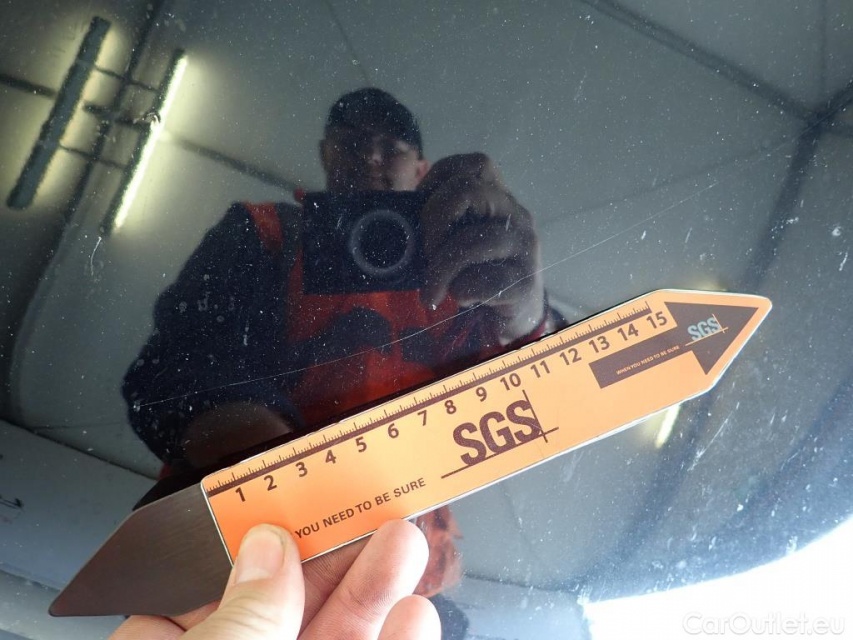 1 2 3 4 5 6 7 8 9 10 11 12 13 14 15
SGS
WHEN YOU NEED TO BE SURE
SGS
YOU NEED TO BE SURE
CarOutlet.eu